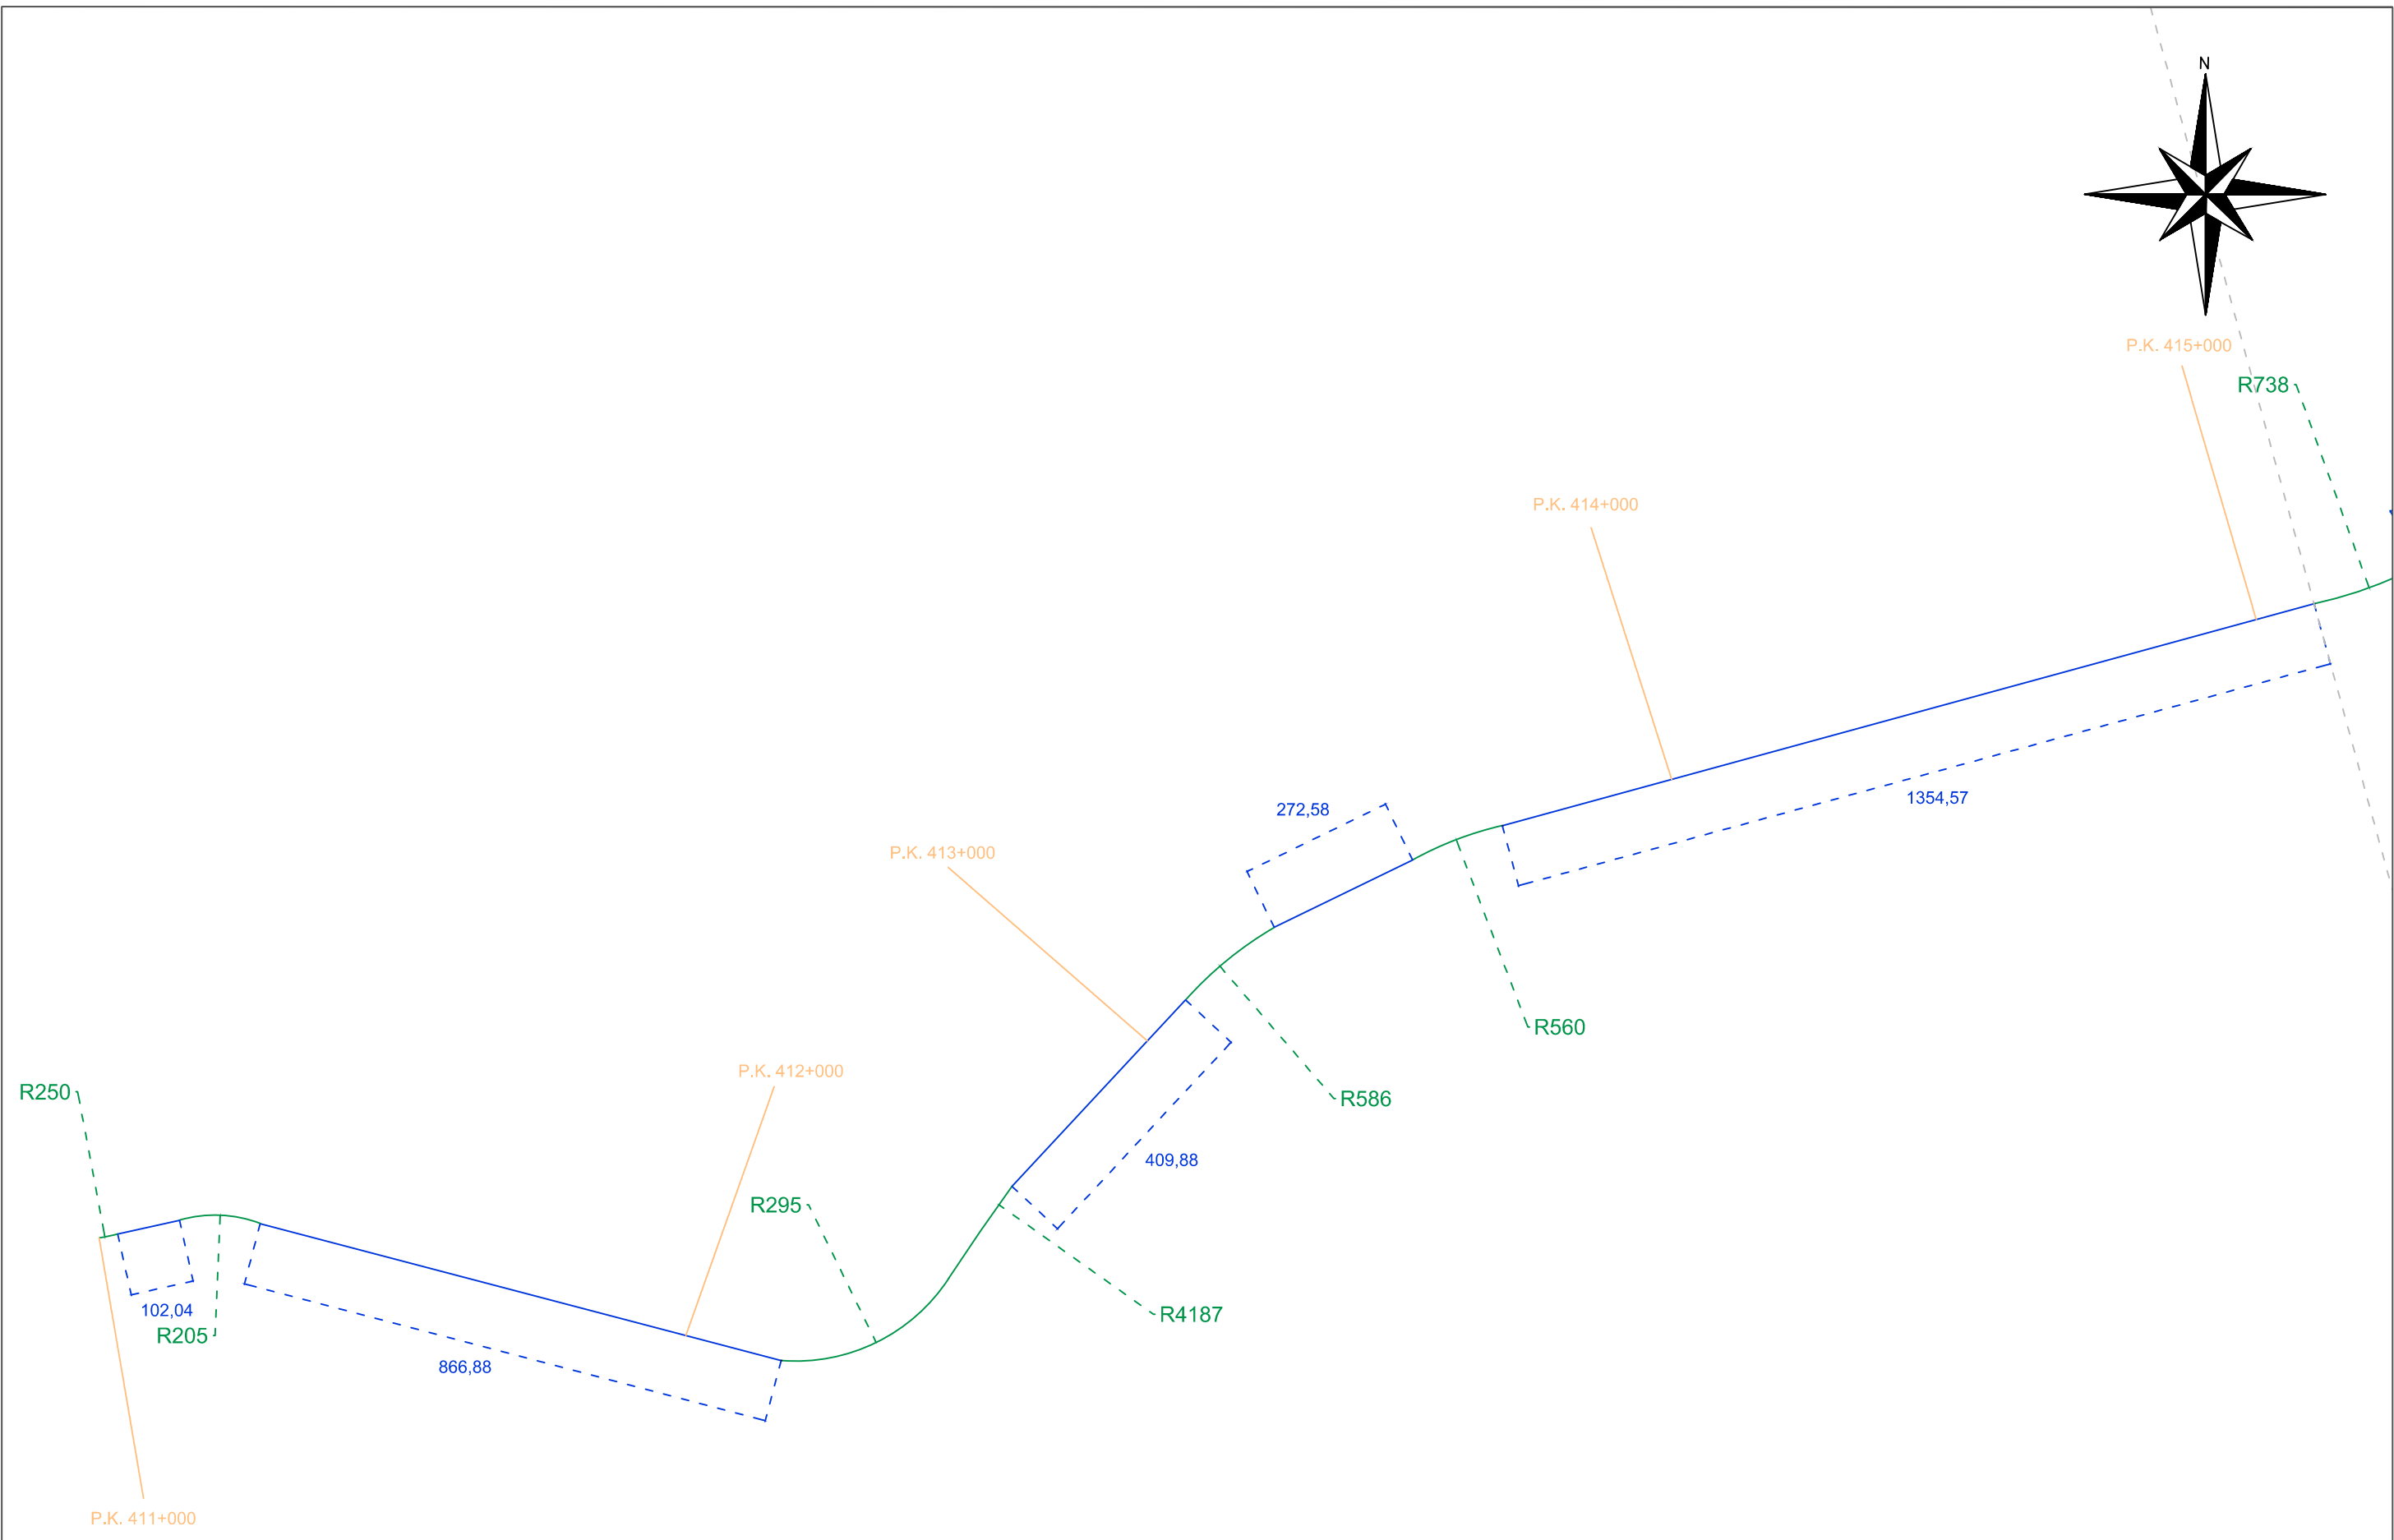 N
P.K. 415+000
R738
P.K. 414+000
1354,57
272,58
P.K. 413+000
R560
P.K. 412+000
R250
R586
409,88
R295
102,04
R4187
R205
866,88
P.K. 411+000